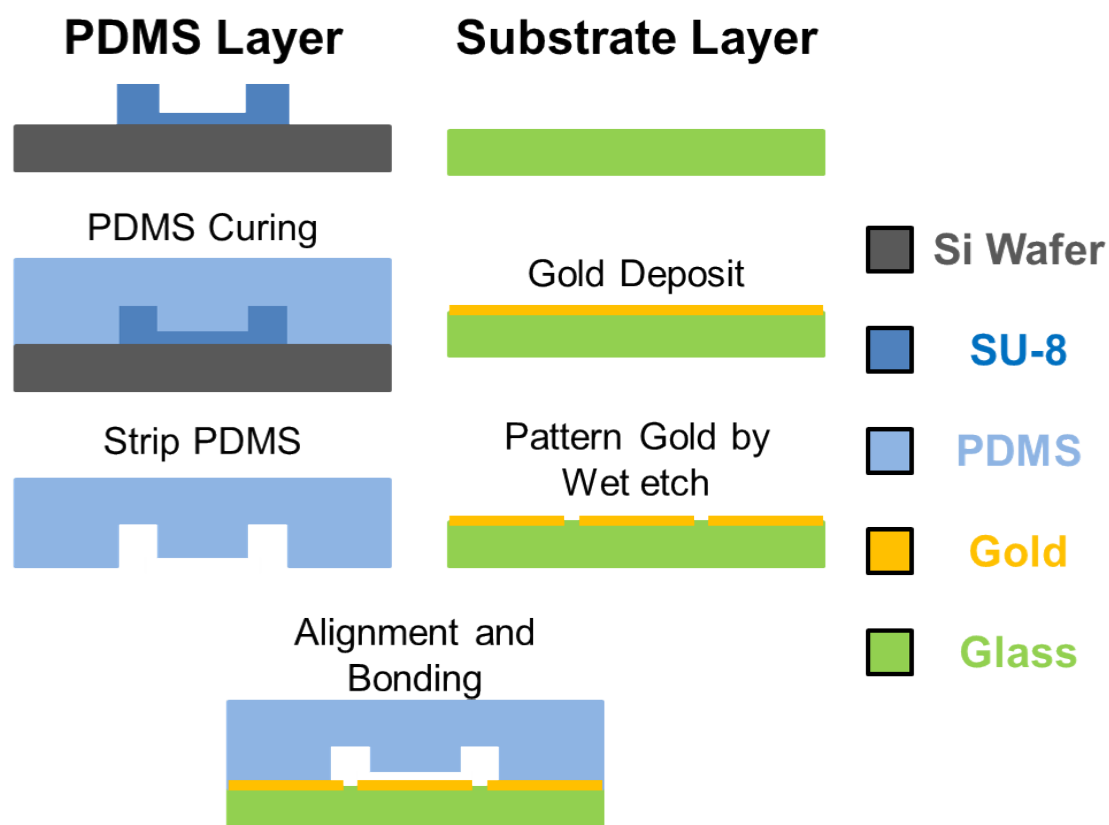 PDMS Layer
Substrate Layer
PDMS Curing
Gold Deposit
Strip PDMS
Pattern Gold by
Wet etch
Alignment and
Bonding
Si Wafer
SU-8
PDMS
Gold
Glass